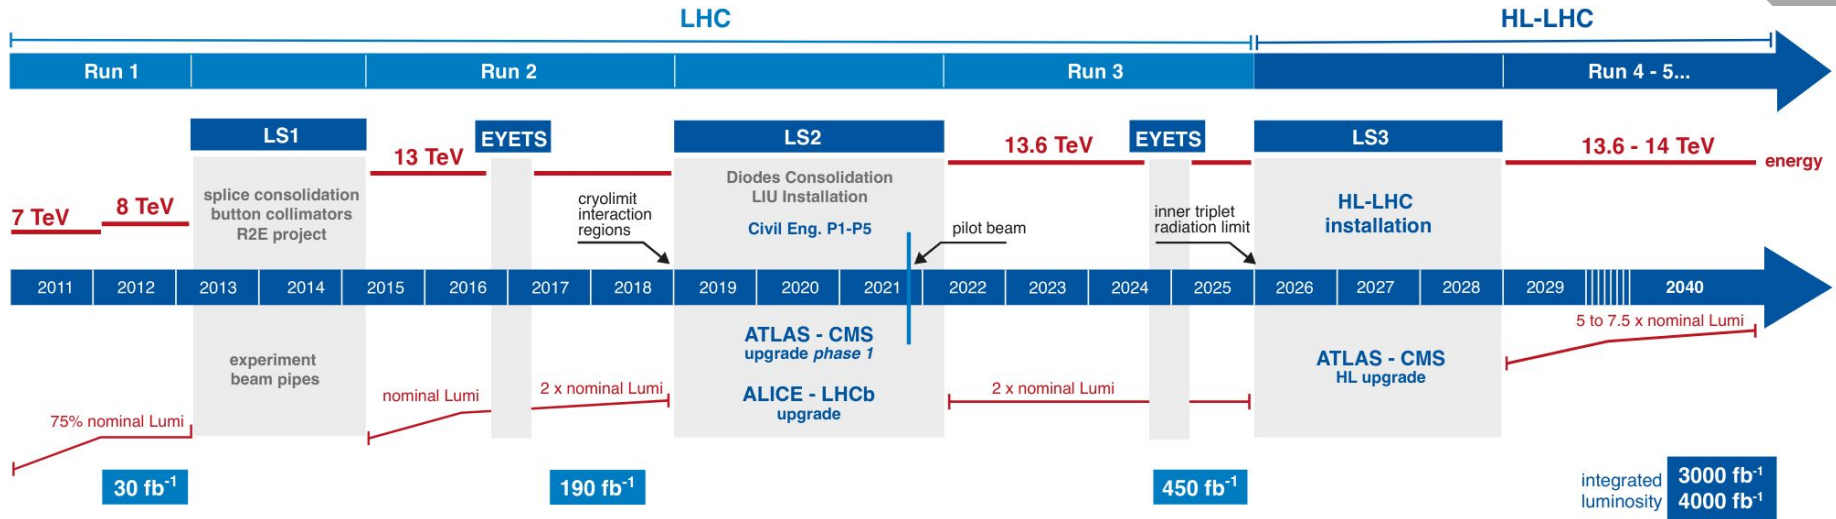 LHC
HL-LHC
Run 1
Run 2
Run 3
Run 4 - 5...
LS1
EYETS
LS2
EYETS
LS3
7 TeV
8 TeV
13 TeV
13.6 TeV
13.6 - 14 TeV
energy
splice consolidation
button collimators
R2E project
cryolimit
interaction
regions
Diodes Consolidation
LIU Installation
Civil Eng. P1-P5
pilot beam
inner triplet
radiation limit
HL-LHC
installation
2011
2012
2013
2014
2015
2016
2017
2018
2019
2020
2021
2022
2023
2024
2025
2026
2027
2028
2029
2040
experiment
beam pipes
ATLAS - CMS
upgrade phase 1
ALICE - LHCb
upgrade
ATLAS - CMS
HL upgrade
75% nominal Lumi
nominal Lumi
2 x nominal Lumi
2 x nominal Lumi
5 to 7.5 x nominal Lumi
30 fb⁻¹
190 fb⁻¹
450 fb⁻¹
integrated
luminosity
3000 fb⁻¹
4000 fb⁻¹